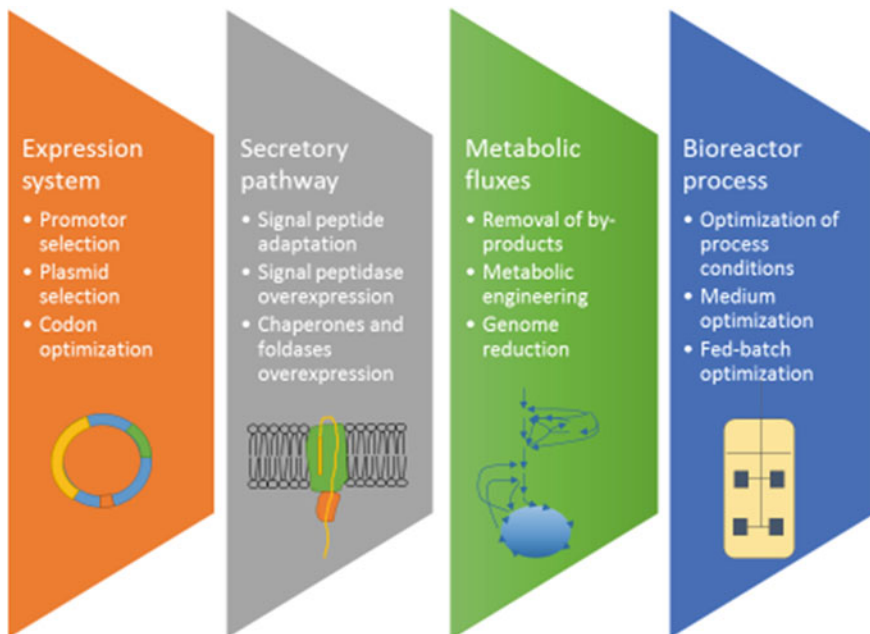 Expression
system
• Promotor
selection
• Plasmid
selection
• Codon
optimization
Secretory
pathway
• Signal peptide
adaptation
• Signal peptidase
overexpression
• Chaperones and
foldases
overexpression
Metabolic
fluxes
• Removal of by-
products
• Metabolic
engineering
• Genome
reduction
Bioreactor
process
• Optimization of
process
conditions
• Medium
optimization
• Fed-batch
optimization